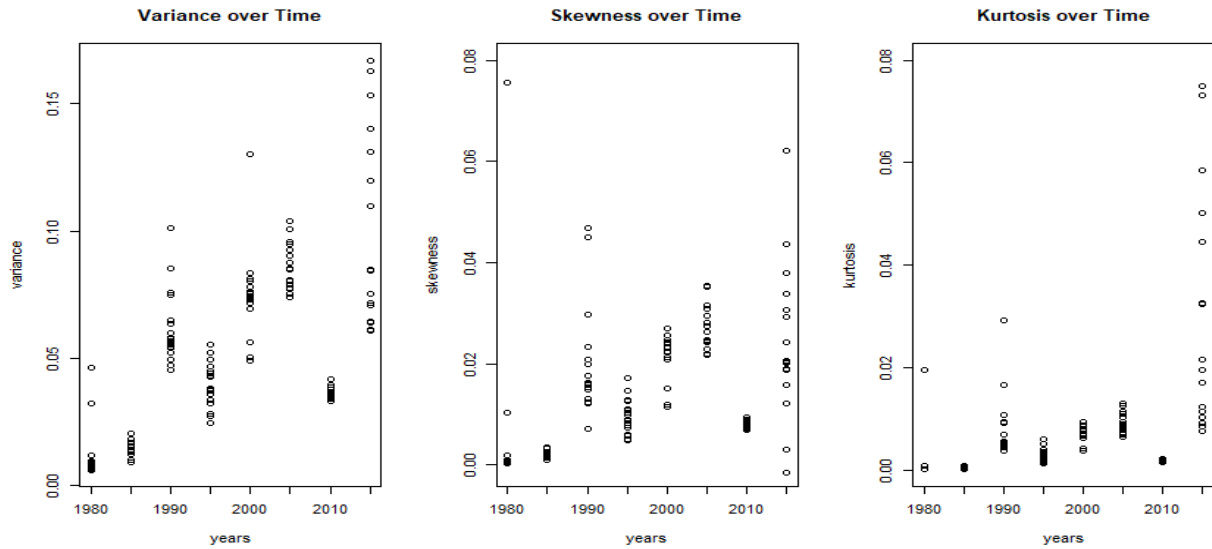 Variance over Time
variance
0.00
0.05
0.10
0.15
1980
1990
2000
2010
years
Skewness over Time
skewness
0.00
0.02
0.04
0.06
0.08
1980
1990
2000
2010
years
Kurtosis over Time
kurtosis
0.00
0.02
0.04
0.06
0.08
1980
1990
2000
2010
years